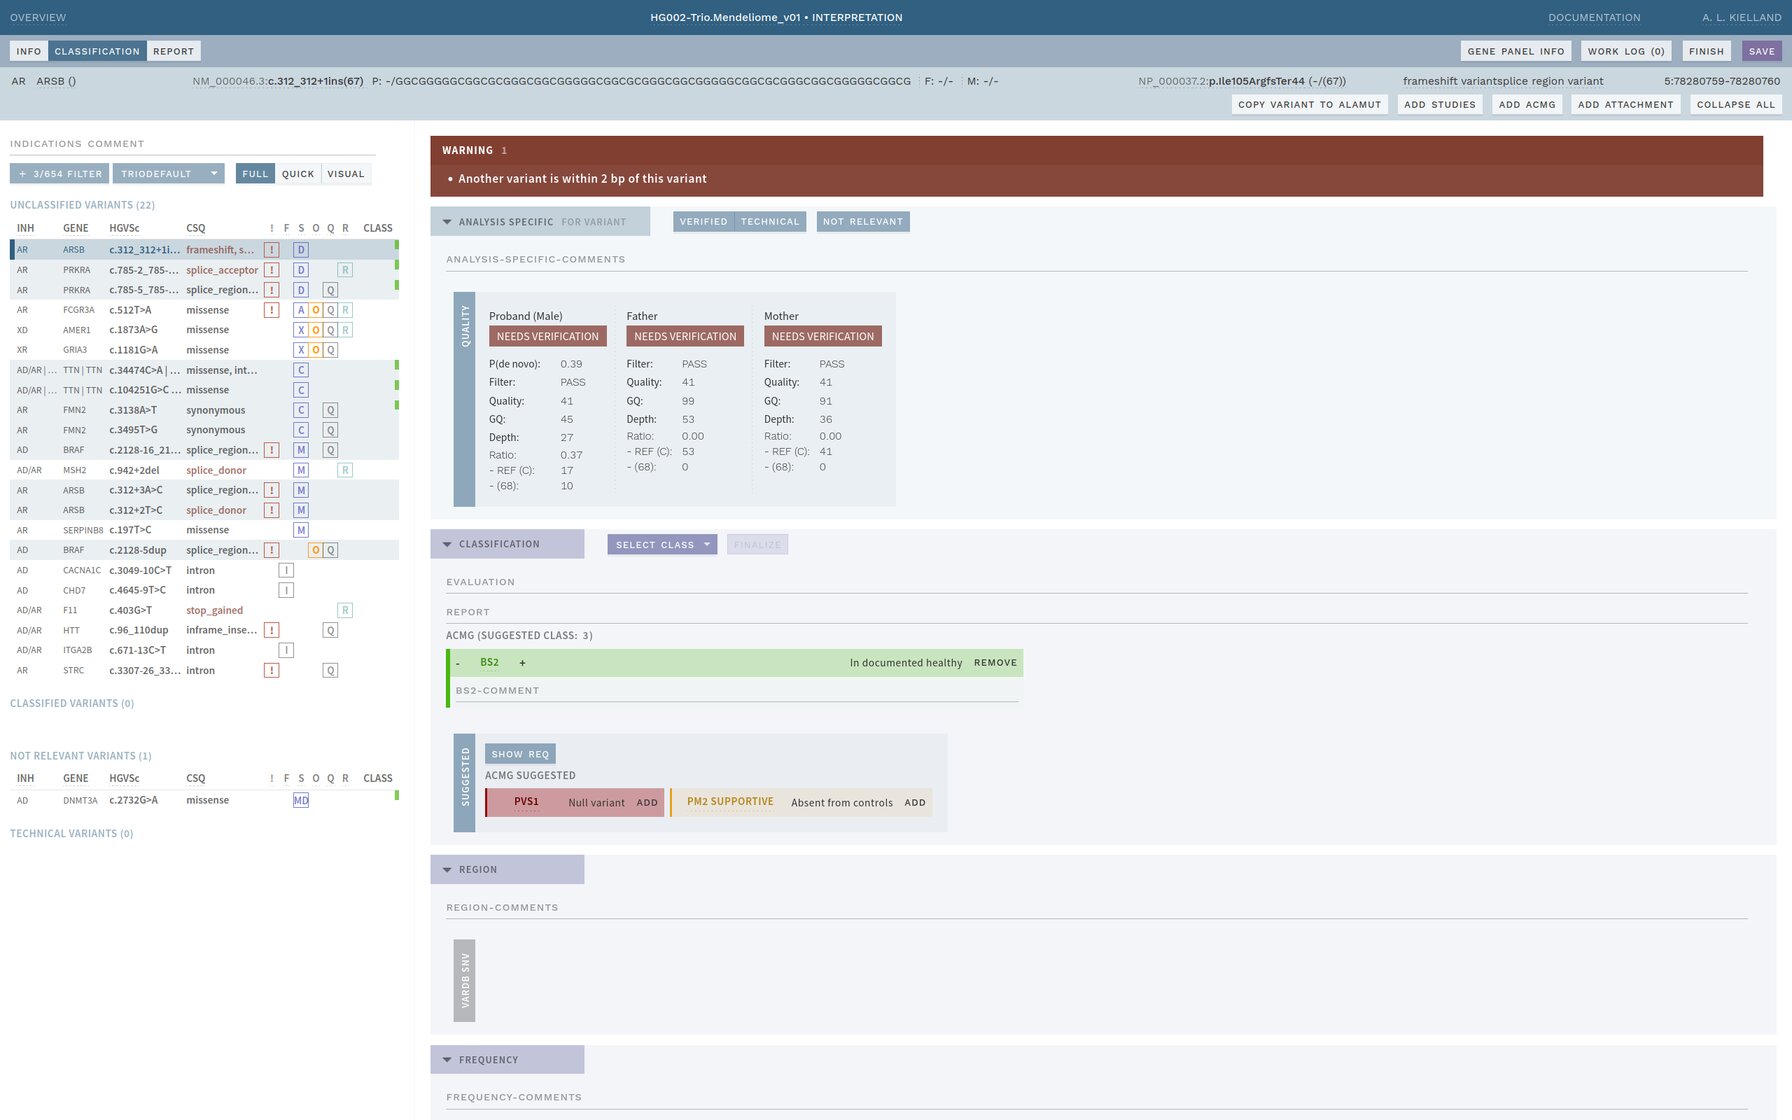 OVERVIEW HG002-Trio.Mendeliome_v01 • INTERPRETATION DOCUMENTATION A. L. KIELLAND
INFO CLASSIFICATION REPORT GENE PANEL INFO WORK LOG (0) FINISH SAVE
AR ARSB () NM_000046.3:c.312_312+1ins(67) P: -/GGCGGGGGCGGCGCGGGCGGCGGGGGCGGCGCGGGCGGCGGGGGCGGCGCGGGCGGCGGGGGCGGCG F: -/- M: -/- NP_000037.2:p.Ile105ArgfsTer44 (-/(67)) frameshift variantsplice region variant 5:78280759-78280760
COPY VARIANT TO ALAMUT ADD STUDIES ADD ACMG ADD ATTACHMENT COLLAPSE ALL
INDICATIONS COMMENT
+ 3/654 FILTER TRIODEFAULT FULL QUICK VISUAL
UNCLASSIFIED VARIANTS (22)
INH GENE HGVSc CSQ ! F S O Q R CLASS
AR ARSB c.312_312+1i... frameshift, s... ! D
AR PRKRA c.785-2_785-... splice_acceptor ! D R
AR PRKRA c.785-5_785-... splice_region... ! D Q
AR FCGR3A c.512T>A missense ! A O Q R
XD AMER1 c.1873A>G missense X O Q R
XR GRIA3 c.1181G>A missense X O Q
AD/AR | ... TTN | TTN c.34474C>A | ... missense, int... C
AD/AR | ... TTN | TTN c.104251G>C ... missense C
AR FMN2 c.3138A>T synonymous C Q
AR FMN2 c.3495T>G synonymous C Q
AD BRAF c.2128-16_21... splice_region... ! M Q
AD/AR MSH2 c.942+2del splice_donor M R
AR ARSB c.312+3A>C splice_region... ! M
AR ARSB c.312+2T>C splice_donor ! M
AR SERPINB8 c.197T>C missense M
AD BRAF c.2128-5dup splice_region... ! O Q
AD CACNA1C c.3049-10C>T intron I
AD CHD7 c.4645-9T>C intron I
AD/AR F11 c.403G>T stop_gained R
AD/AR HTT c.96_110dup inframe_inse... ! Q
AD/AR ITGA2B c.671-13C>T intron I
AR STRC c.3307-26_33... intron ! Q
CLASSIFIED VARIANTS (0)
NOT RELEVANT VARIANTS (1)
INH GENE HGVSc CSQ ! F S O Q R CLASS
AD DNMT3A c.2732G>A missense MD
TECHNICAL VARIANTS (0)
WARNING 1
• Another variant is within 2 bp of this variant
ANALYSIS SPECIFIC FOR VARIANT VERIFIED TECHNICAL NOT RELEVANT
ANALYSIS-SPECIFIC-COMMENTS
QUALITY
Proband (Male) Father Mother
NEEDS VERIFICATION NEEDS VERIFICATION NEEDS VERIFICATION
P(de novo): 0.39 Filter: PASS Filter: PASS
Filter: PASS Quality: 41 Quality: 41
Quality: 41 GQ: 99 GQ: 91
GQ: 45 Depth: 53 Depth: 36
Depth: 27 Ratio: 0.00 Ratio: 0.00
Ratio: 0.37 - REF (C): 53 - REF (C): 41
- REF (C): 17 - (68): 0 - (68): 0
- (68): 10
CLASSIFICATION SELECT CLASS FINALIZE
EVALUATION
REPORT
ACMG (SUGGESTED CLASS: 3)
- BS2 + In documented healthy REMOVE
BS2-COMMENT
SUGGESTED
SHOW REQ
ACMG SUGGESTED
PVS1 Null variant ADD PM2 SUPPORTIVE Absent from controls ADD
REGION
REGION-COMMENTS
VARDB SNV
FREQUENCY
FREQUENCY-COMMENTS